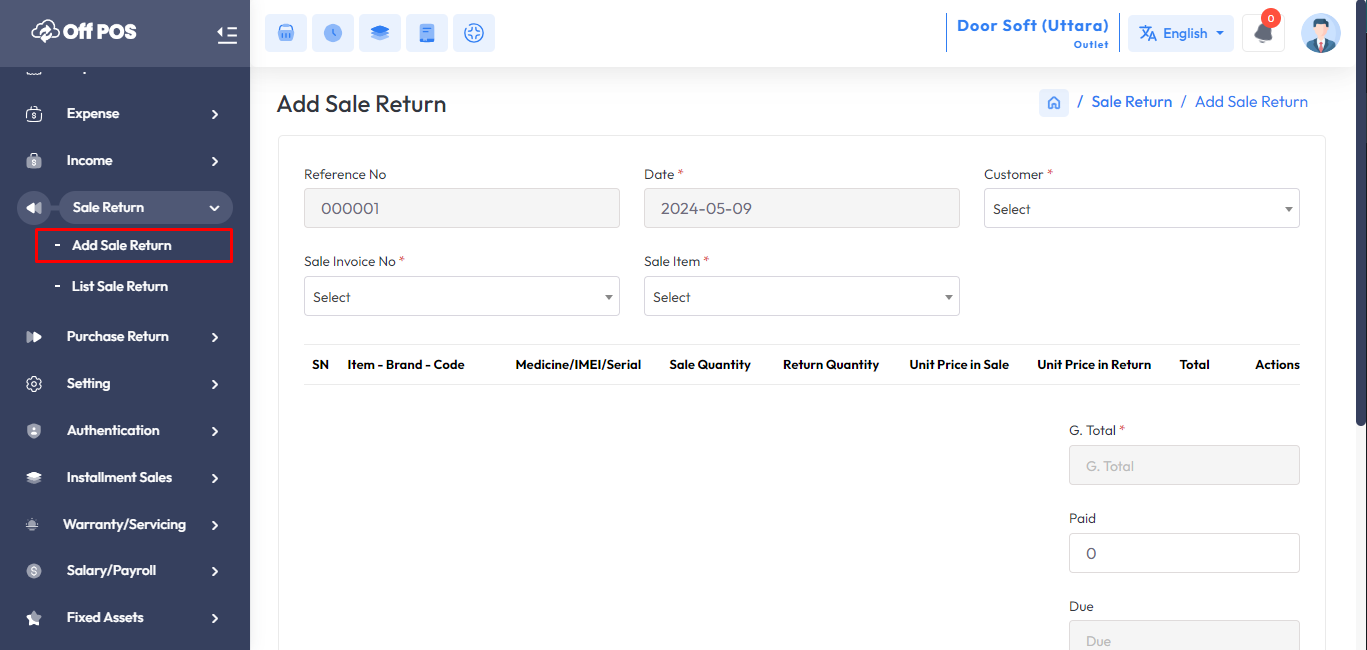 Off POS
Door Soft (Uttara)
Outlet
English
0
Expense
Income
Sale Return
- Add Sale Return
- List Sale Return
Purchase Return
Setting
Authentication
Installment Sales
Warranty/Servicing
Salary/Payroll
Fixed Assets
Add Sale Return
/ Sale Return / Add Sale Return
Reference No
000001
Date *
2024-05-09
Customer *
Select
Sale Invoice No *
Select
Sale Item *
Select
SN Item - Brand - Code Medicine/IMEI/Serial Sale Quantity Return Quantity Unit Price in Sale Unit Price in Return Total Actions
G. Total *
G. Total
Paid
0
Due
Due